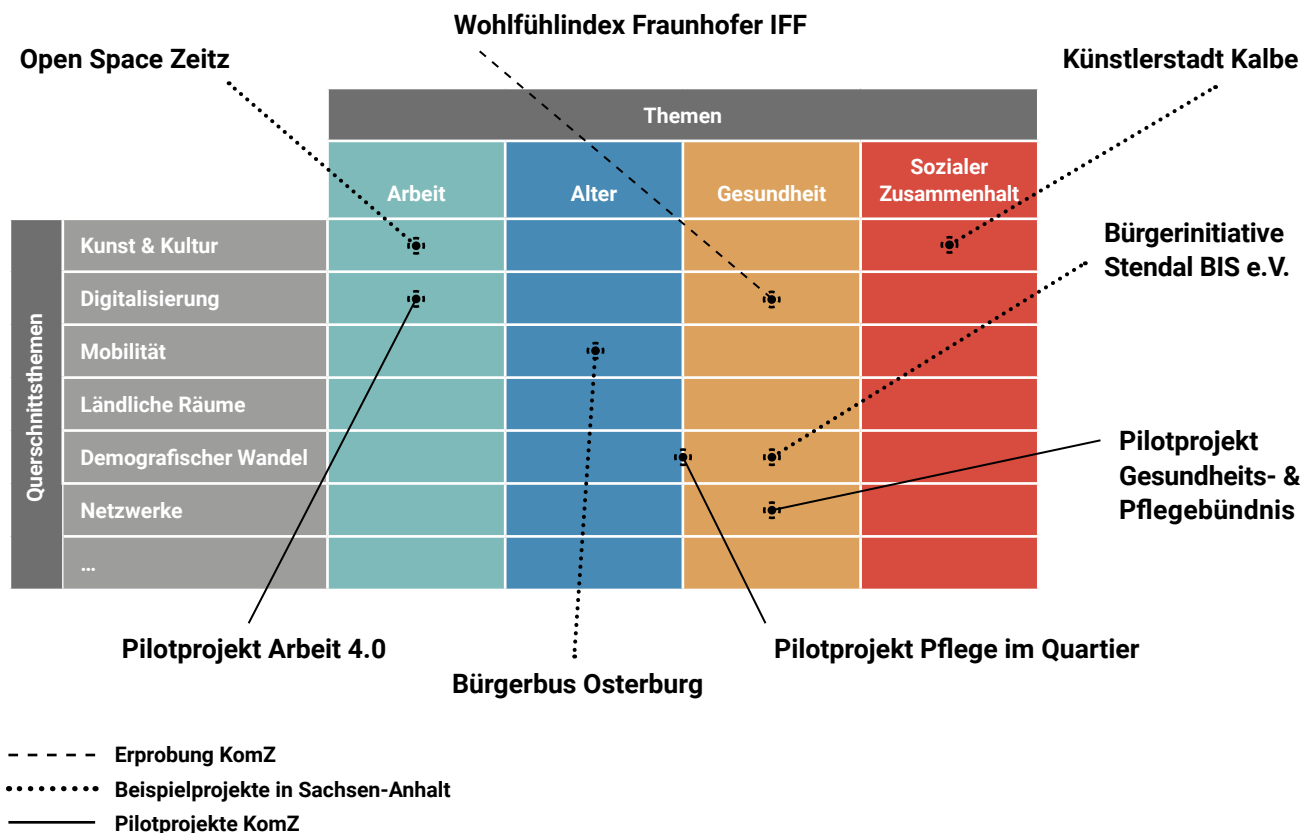 Wohlfühlindex Fraunhofer IFF
Open Space Zeitz
Künstlerstadt Kalbe
Themen
Arbeit
Alter
Gesundheit
Sozialer
Zusammenhalt
Querschnittsthemen
Kunst & Kultur
Digitalisierung
Mobilität
Ländliche Räume
Demografischer Wandel
Netzwerke
...
Bürgerinitiative
Stendal BIS e.V.
Pilotprojekt
Gesundheits- &
Pflegebündnis
Pilotprojekt Arbeit 4.0
Pilotprojekt Pflege im Quartier
Bürgerbus Osterburg
Erprobung KomZ
Beispielprojekte in Sachsen-Anhalt
Pilotprojekte KomZ